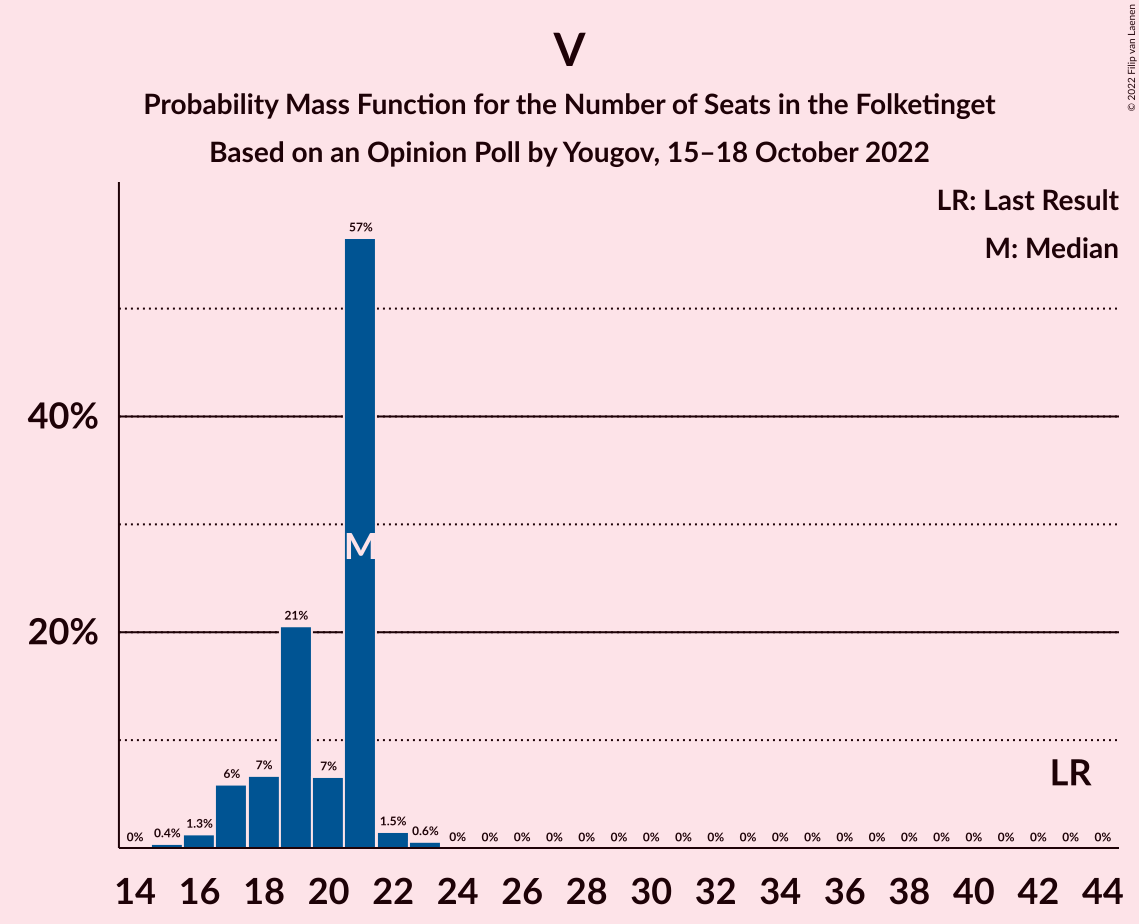 V
Probability Mass Function for the Number of Seats in the Folketinget
Based on an Opinion Poll by Yougov, 15–18 October 2022
© 2022 Filip van Laenen
LR: Last Result
M: Median
40%
20%
0% 0.4% 1.3% 6% 7% 21% 7% 57% 1.5% 0.6% 0% 0% 0% 0% 0% 0% 0% 0% 0% 0% 0% 0% 0% 0% 0% 0% 0% 0% 0% 0% 0%
M
LR
14 16 18 20 22 24 26 28 30 32 34 36 38 40 42 44